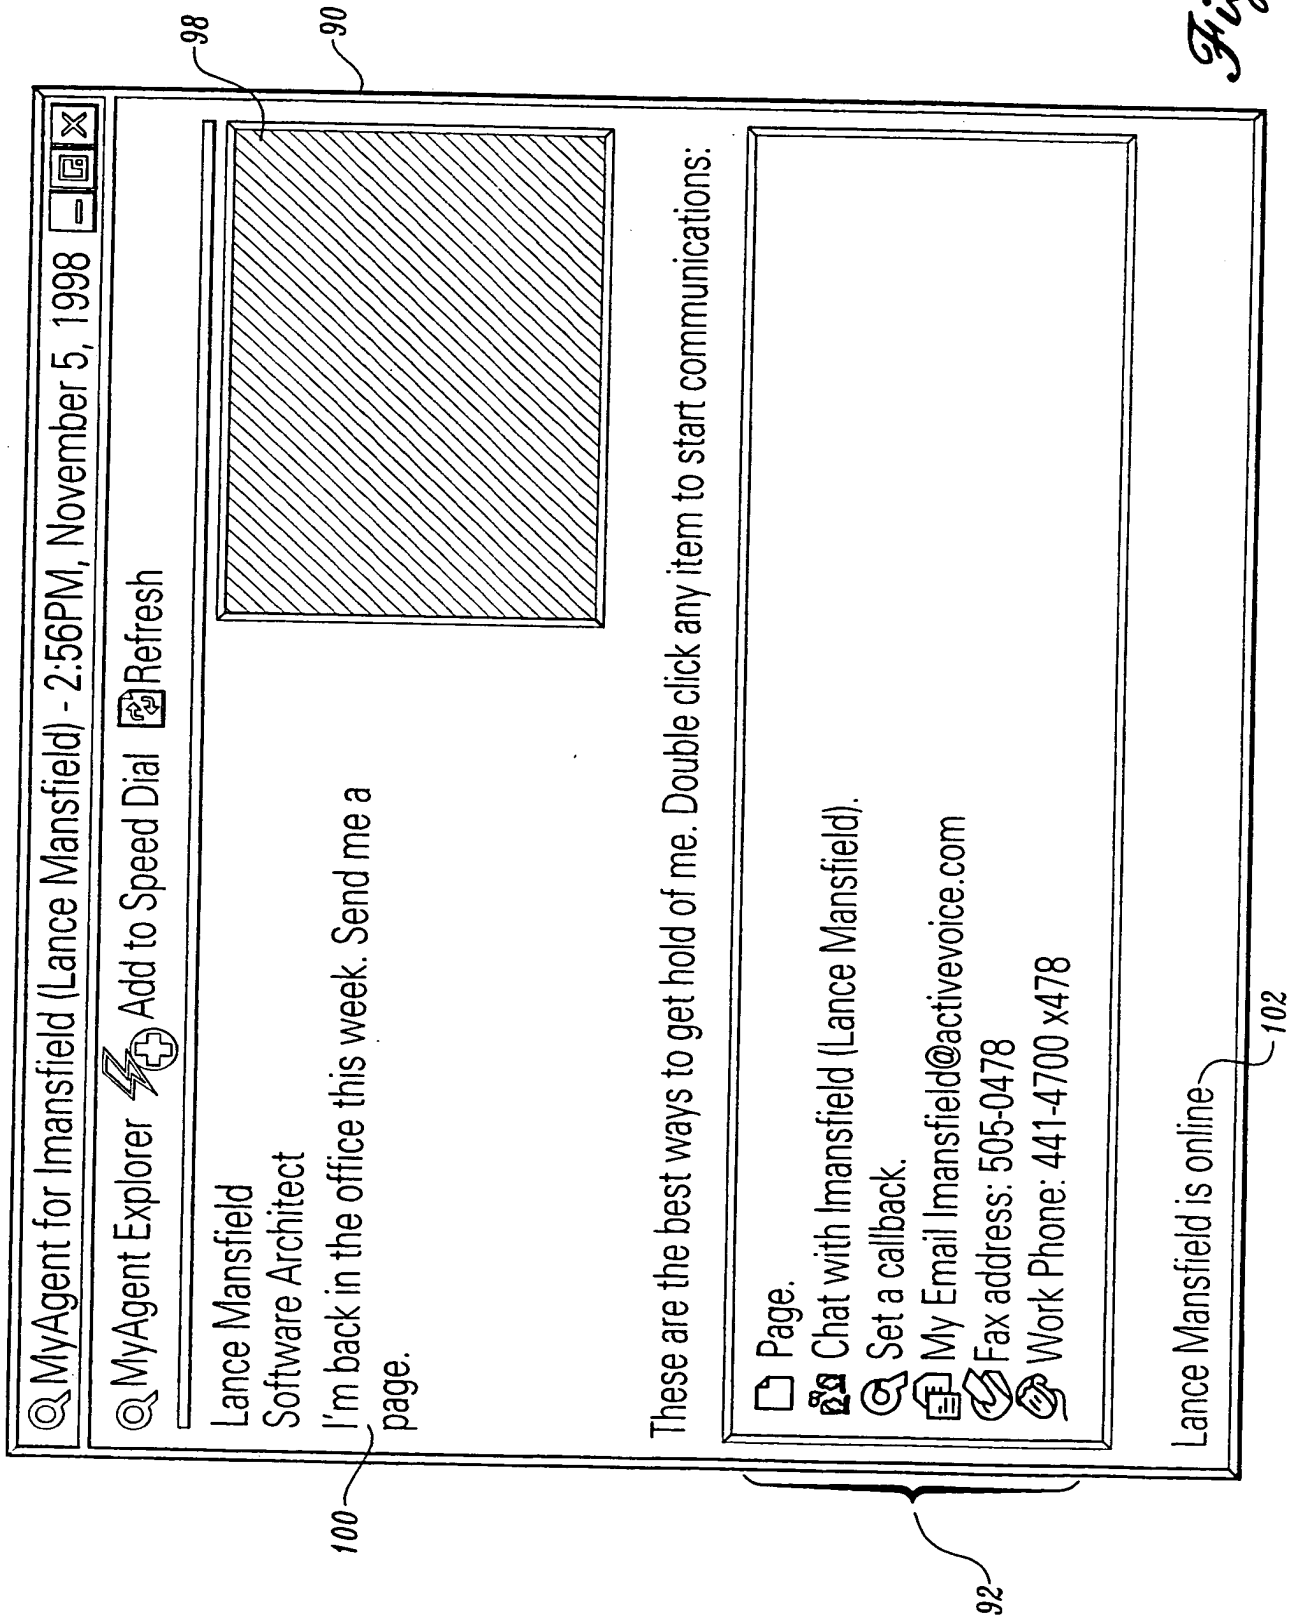 98
90
MyAgent for lmansfield (Lance Mansfield) - 2:56PM, November 5, 1998
MyAgent Explorer Add to Speed Dial Refresh
Lance Mansfield
Software Architect
I'm back in the office this week. Send me a
page.
100
These are the best ways to get hold of me. Double click any item to start communications:
Page.
Chat with lmansfield (Lance Mansfield).
Set a callback.
My Email lmansfield@activevoice.com
Fax address: 505-0478
Work Phone: 441-4700 x478
92
Lance Mansfield is online
102